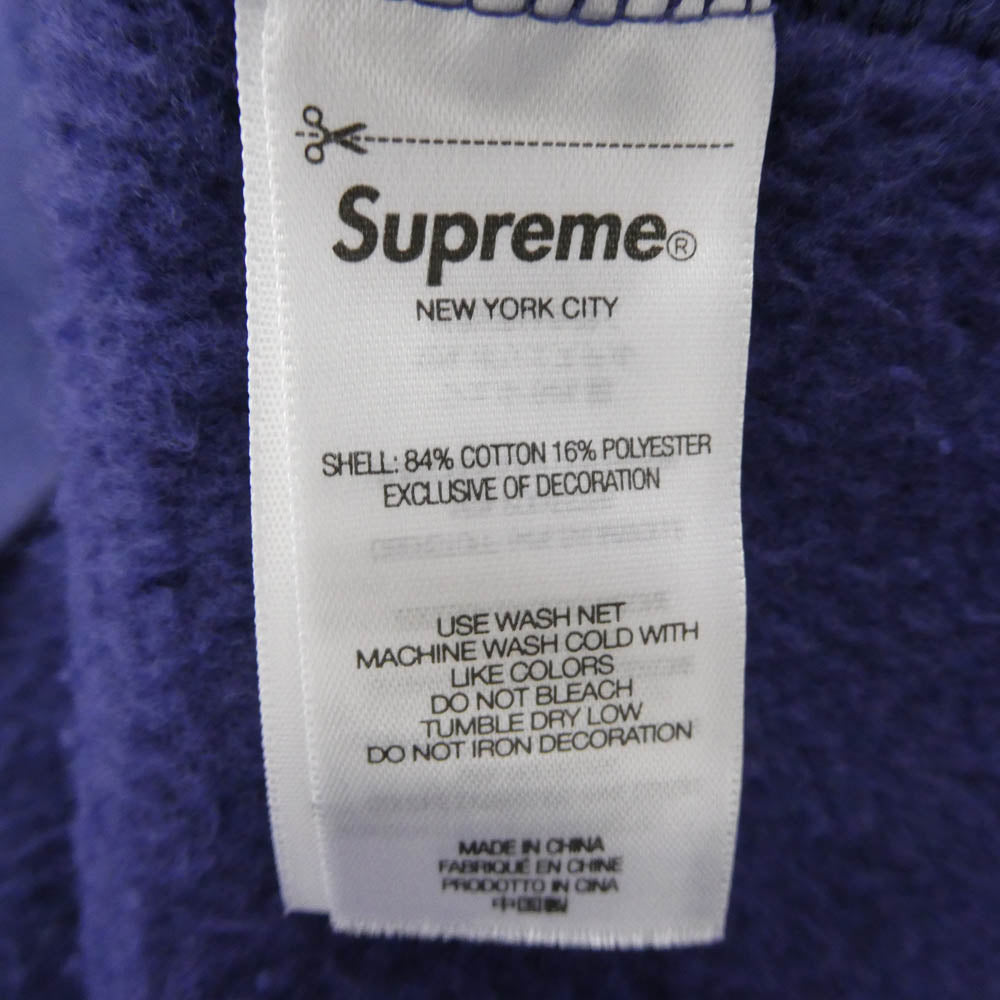 Supreme®
NEW YORK CITY
SHELL: 84% COTTON 16% POLYESTER
EXCLUSIVE OF DECORATION
USE WASH NET
MACHINE WASH COLD WITH
LIKE COLORS
DO NOT BLEACH
TUMBLE DRY LOW
DO NOT IRON DECORATION
MADE IN CHINA
FABRIQUÉ EN CHINE
PRODOTTO IN CINA
中国製